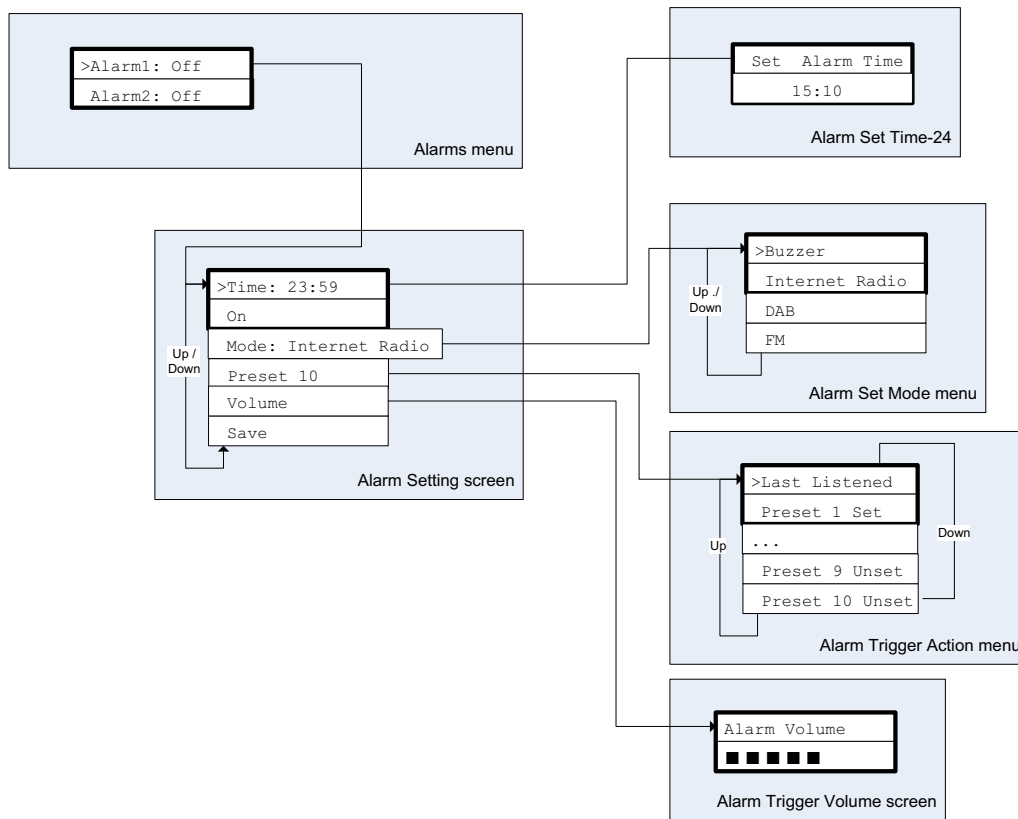 >Alarm1: Off
Alarm2: Off
Alarms menu
Set Alarm Time
15:10
Alarm Set Time-24
>Time: 23:59
On
Mode: Internet Radio
Preset 10
Volume
Save
Up /
Down
Alarm Setting screen
>Buzzer
Internet Radio
DAB
FM
Up ./
Down
Alarm Set Mode menu
>Last Listened
Preset 1 Set
...
Preset 9 Unset
Preset 10 Unset
Up
Down
Alarm Trigger Action menu
Alarm Volume
Alarm Trigger Volume screen